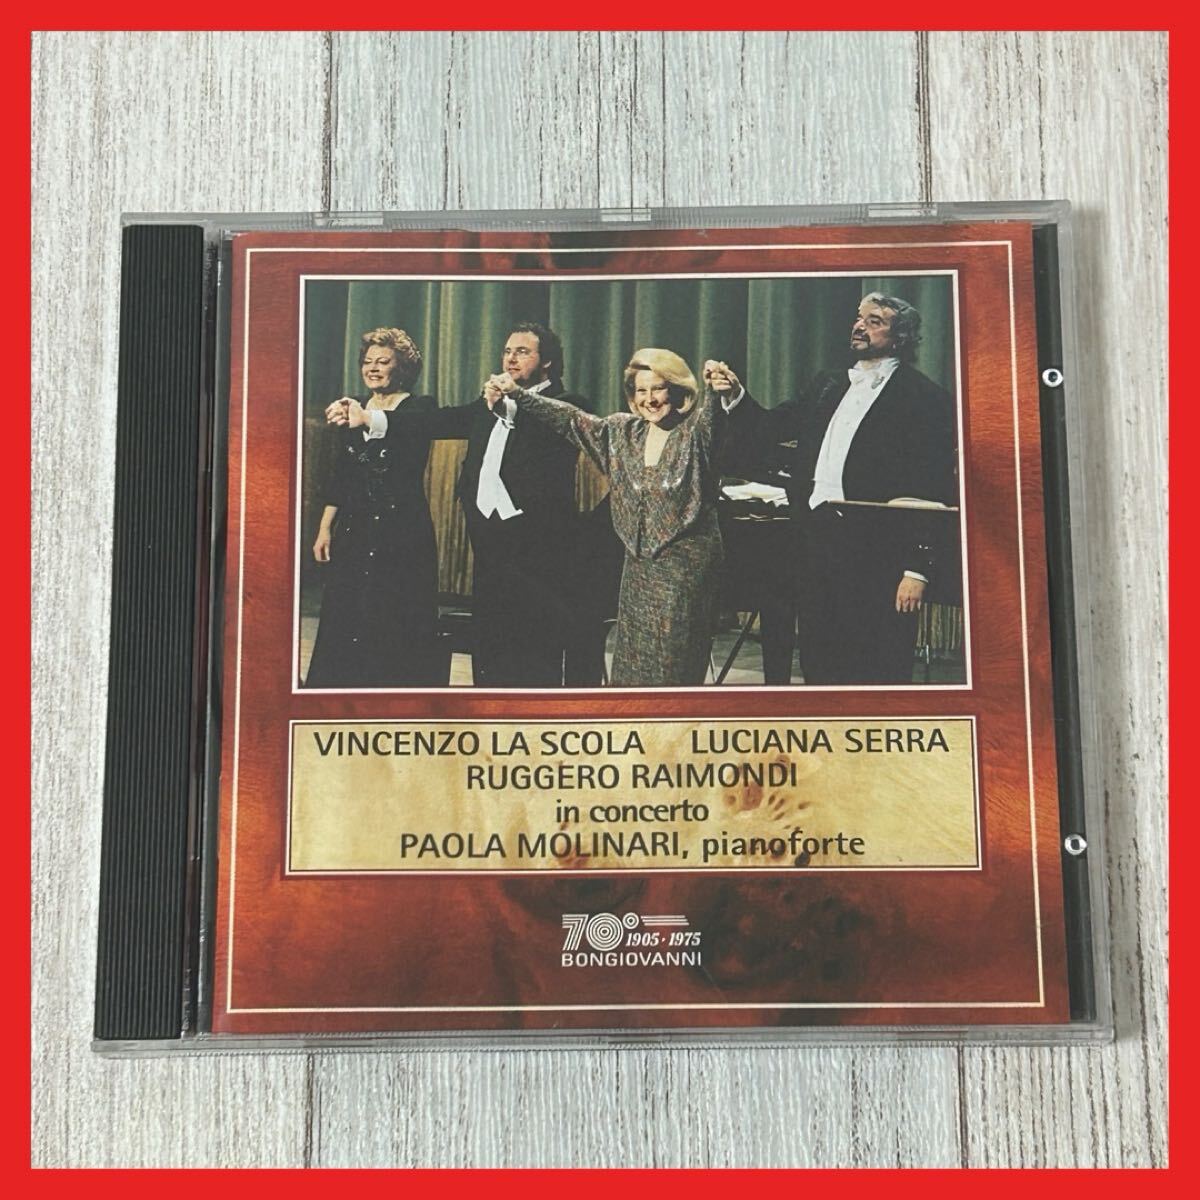 VINCENZO LA SCOLA LUCIANA SERRA
RUGGERO RAIMONDI
in concerto
PAOLA MOLINARI, pianoforte
70°
1905·1975
BONGIOVANNI